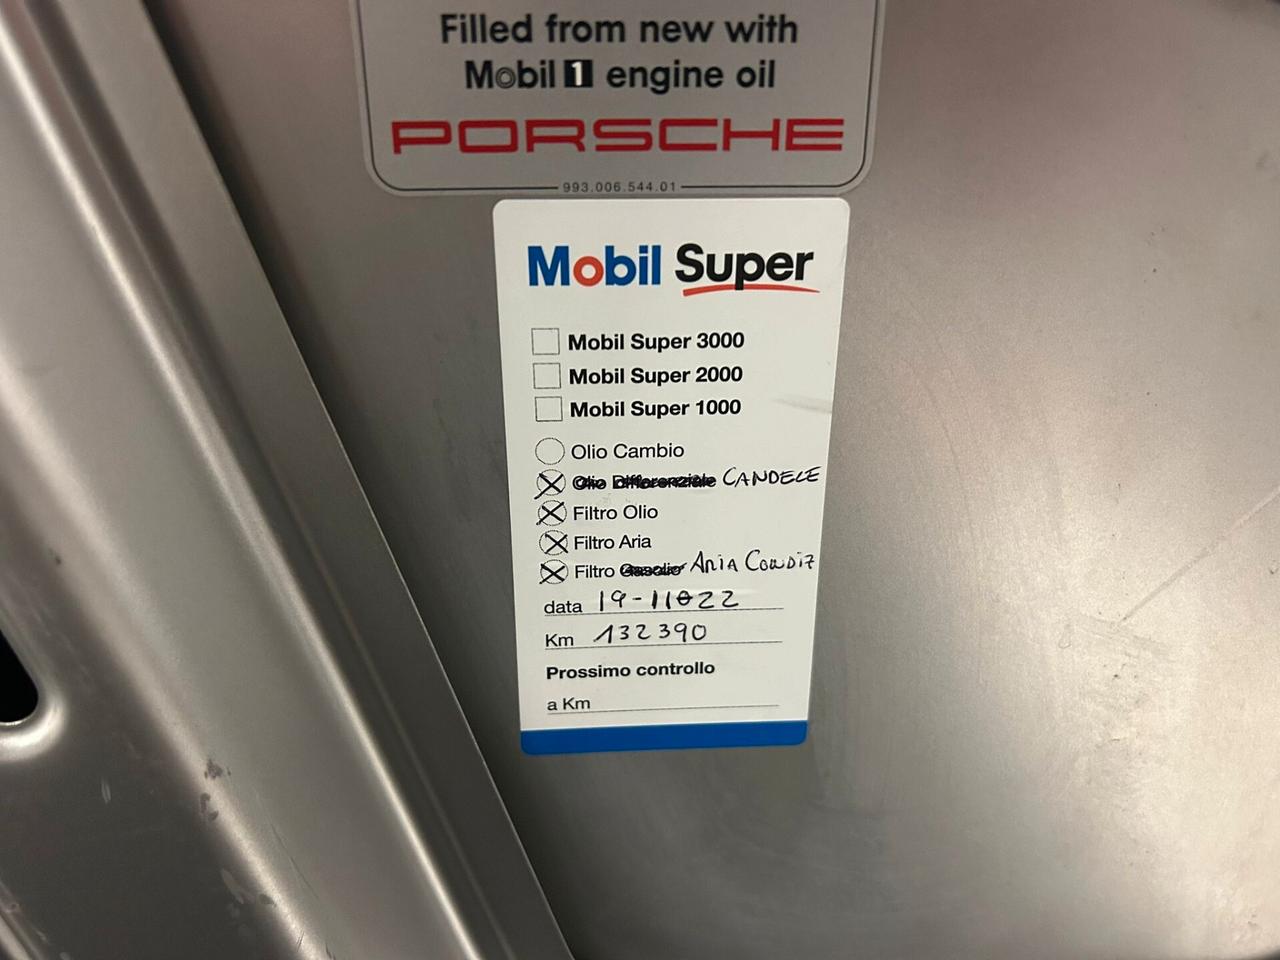 Filled from new with
Mobil 1 engine oil
PORSCHE
993.006.544.01
Mobil Super
Mobil Super 3000
Mobil Super 2000
Mobil Super 1000
Olio Cambio
Olio Differenziale CANDELE
Filtro Olio
Filtro Aria
Filtro Gasolio ARIA CONDIZ
data 19-11-22
Km 132390
Prossimo controllo
a Km